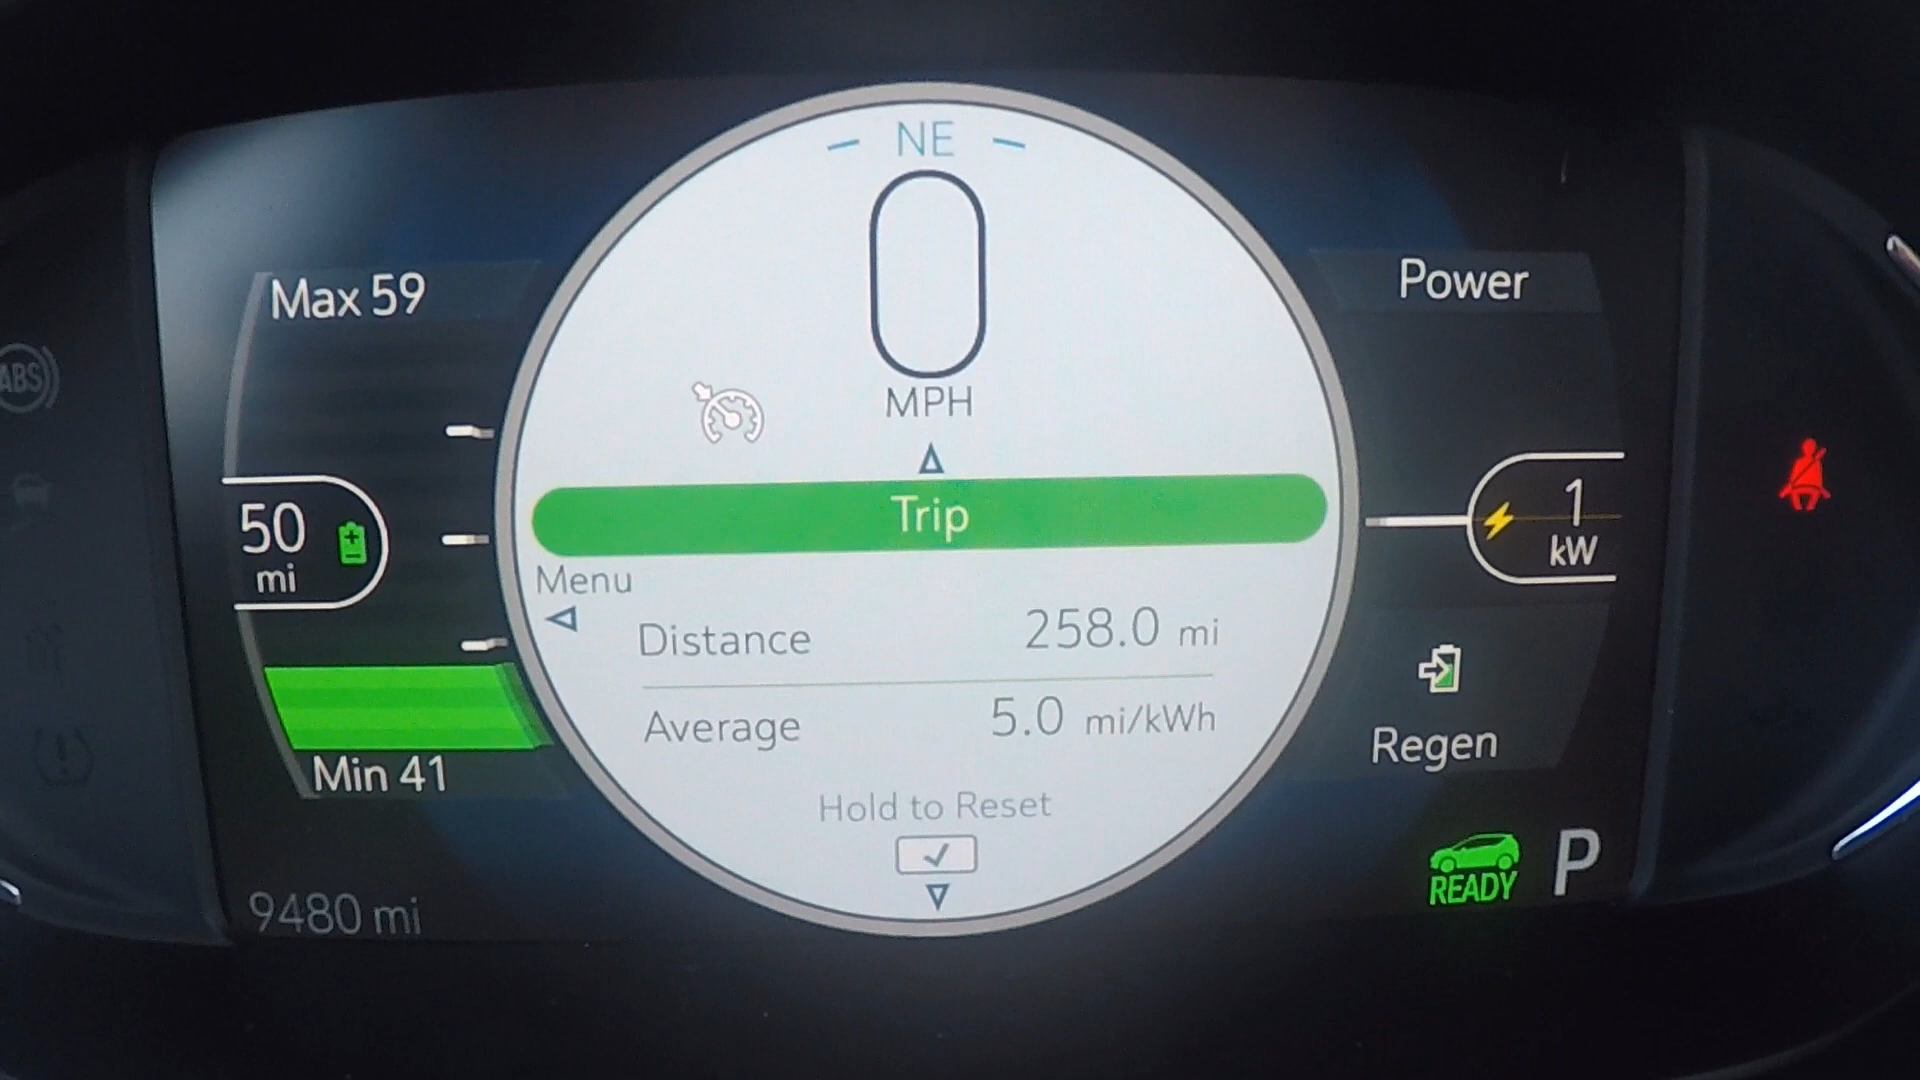 NE
0
MPH
Max 59
Power
ABS
50
mi
1
kW
Trip
Menu
Distance 258.0 mi
Average 5.0 mi/kWh
Regen
Min 41
Hold to Reset
READY P
9480 mi